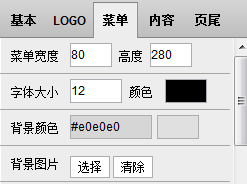 基本 LOGO 菜单 内容 页尾
菜单宽度 80 高度 280
字体大小 12 颜色
背景颜色 #e0e0e0
背景图片 选择 清除